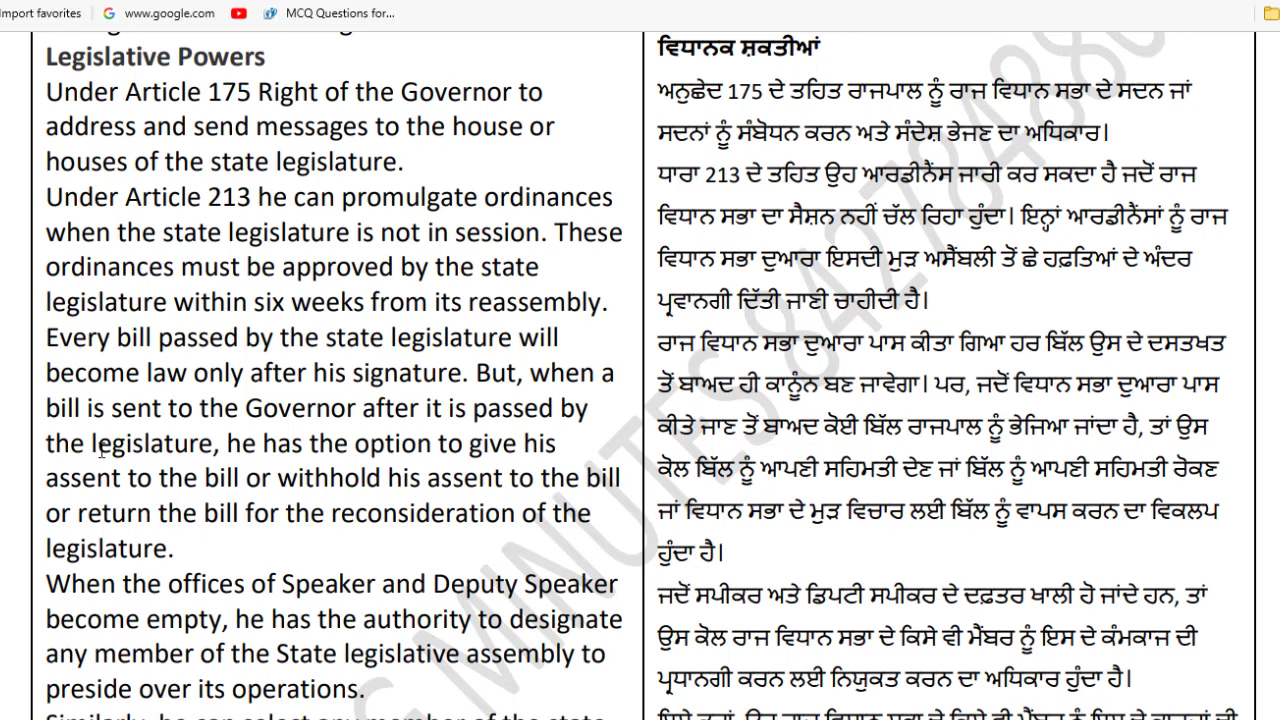 Import favorites
www.google.com
MCQ Questions for...
Legislative Powers
Under Article 175 Right of the Governor to
address and send messages to the house or
houses of the state legislature.
Under Article 213 he can promulgate ordinances
when the state legislature is not in session. These
ordinances must be approved by the state
legislature within six weeks from its reassembly.
Every bill passed by the state legislature will
become law only after his signature. But, when a
bill is sent to the Governor after it is passed by
the legislature, he has the option to give his
assent to the bill or withhold his assent to the bill
or return the bill for the reconsideration of the
legislature.
When the offices of Speaker and Deputy Speaker
become empty, he has the authority to designate
any member of the State legislative assembly to
preside over its operations.
Similarly, he can select any member of the state
ਵਿਧਾਨਕ ਸ਼ਕਤੀਆਂ
ਅਨੁਛੇਦ 175 ਦੇ ਤਹਿਤ ਰਾਜਪਾਲ ਨੂੰ ਰਾਜ ਵਿਧਾਨ ਸਭਾ ਦੇ ਸਦਨ ਜਾਂ
ਸਦਨਾਂ ਨੂੰ ਸੰਬੋਧਨ ਕਰਨ ਅਤੇ ਸੰਦੇਸ਼ ਭੇਜਣ ਦਾ ਅਧਿਕਾਰ।
ਧਾਰਾ 213 ਦੇ ਤਹਿਤ ਉਹ ਆਰਡੀਨੈਂਸ ਜਾਰੀ ਕਰ ਸਕਦਾ ਹੈ ਜਦੋਂ ਰਾਜ
ਵਿਧਾਨ ਸਭਾ ਦਾ ਸੈਸ਼ਨ ਨਹੀਂ ਚੱਲ ਰਿਹਾ ਹੁੰਦਾ। ਇਨ੍ਹਾਂ ਆਰਡੀਨੈਂਸਾਂ ਨੂੰ ਰਾਜ
ਵਿਧਾਨ ਸਭਾ ਦੁਆਰਾ ਇਸਦੀ ਮੁੜ ਅਸੈਂਬਲੀ ਤੋਂ ਛੇ ਹਫ਼ਤਿਆਂ ਦੇ ਅੰਦਰ
ਪ੍ਰਵਾਨਗੀ ਦਿੱਤੀ ਜਾਣੀ ਚਾਹੀਦੀ ਹੈ।
ਰਾਜ ਵਿਧਾਨ ਸਭਾ ਦੁਆਰਾ ਪਾਸ ਕੀਤਾ ਗਿਆ ਹਰ ਬਿੱਲ ਉਸ ਦੇ ਦਸਤਖਤ
ਤੋਂ ਬਾਅਦ ਹੀ ਕਾਨੂੰਨ ਬਣ ਜਾਵੇਗਾ। ਪਰ, ਜਦੋਂ ਵਿਧਾਨ ਸਭਾ ਦੁਆਰਾ ਪਾਸ
ਕੀਤੇ ਜਾਣ ਤੋਂ ਬਾਅਦ ਕੋਈ ਬਿੱਲ ਰਾਜਪਾਲ ਨੂੰ ਭੇਜਿਆ ਜਾਂਦਾ ਹੈ, ਤਾਂ ਉਸ
ਕੋਲ ਬਿੱਲ ਨੂੰ ਆਪਣੀ ਸਹਿਮਤੀ ਦੇਣ ਜਾਂ ਬਿੱਲ ਨੂੰ ਆਪਣੀ ਸਹਿਮਤੀ ਰੋਕਣ
ਜਾਂ ਵਿਧਾਨ ਸਭਾ ਦੇ ਮੁੜ ਵਿਚਾਰ ਲਈ ਬਿੱਲ ਨੂੰ ਵਾਪਸ ਕਰਨ ਦਾ ਵਿਕਲਪ
ਹੁੰਦਾ ਹੈ।
ਜਦੋਂ ਸਪੀਕਰ ਅਤੇ ਡਿਪਟੀ ਸਪੀਕਰ ਦੇ ਦਫ਼ਤਰ ਖਾਲੀ ਹੋ ਜਾਂਦੇ ਹਨ, ਤਾਂ
ਉਸ ਕੋਲ ਰਾਜ ਵਿਧਾਨ ਸਭਾ ਦੇ ਕਿਸੇ ਵੀ ਮੈਂਬਰ ਨੂੰ ਇਸ ਦੇ ਕੰਮਕਾਜ ਦੀ
ਪ੍ਰਧਾਨਗੀ ਕਰਨ ਲਈ ਨਿਯੁਕਤ ਕਰਨ ਦਾ ਅਧਿਕਾਰ ਹੁੰਦਾ ਹੈ।
MINUTES